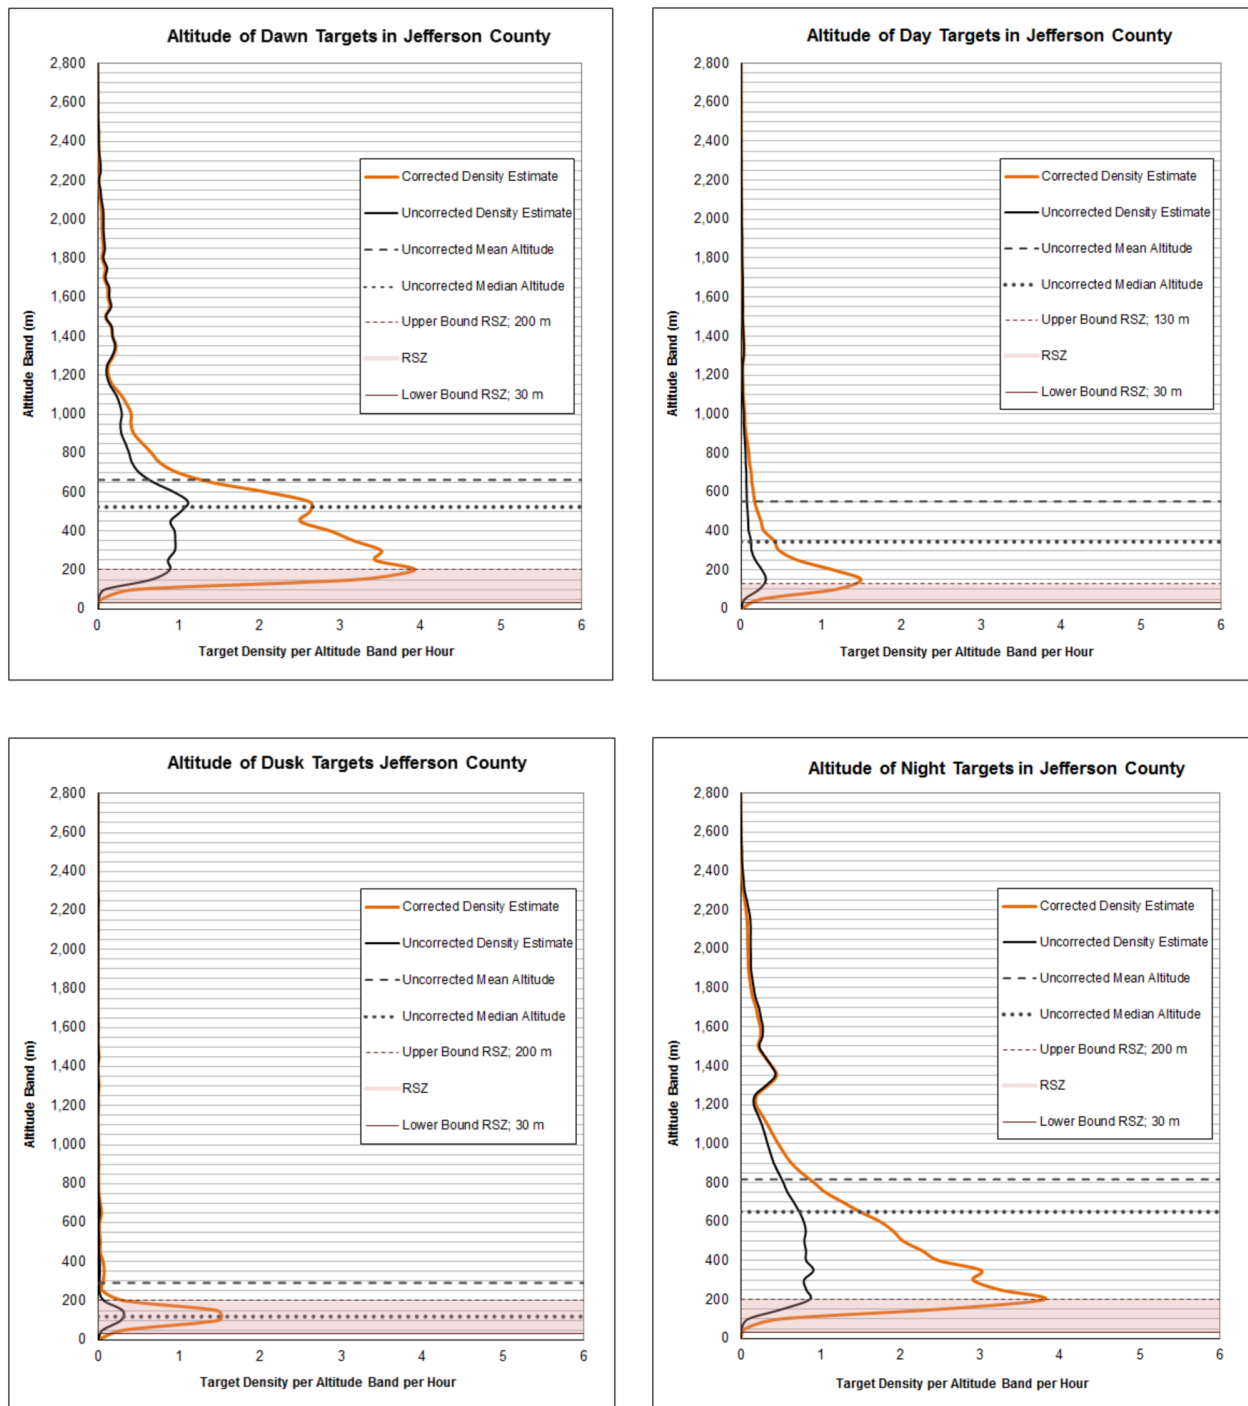 Altitude of Dawn Targets in Jefferson County
2,800
2,600
2,400
2,200
2,000
1,800
1,600
1,400
1,200
1,000
800
600
400
200
0
Altitude Band (m)
Corrected Density Estimate
Uncorrected Density Estimate
Uncorrected Mean Altitude
Uncorrected Median Altitude
Upper Bound RSZ; 200 m
RSZ
Lower Bound RSZ; 30 m
0 1 2 3 4 5 6
Target Density per Altitude Band per Hour
Altitude of Day Targets in Jefferson County
2,800
2,600
2,400
2,200
2,000
1,800
1,600
1,400
1,200
1,000
800
600
400
200
0
Altitude Band (m)
Corrected Density Estimate
Uncorrected Density Estimate
Uncorrected Mean Altitude
Uncorrected Median Altitude
Upper Bound RSZ; 130 m
RSZ
Lower Bound RSZ; 30 m
0 1 2 3 4 5 6
Target Density per Altitude Band per Hour
Altitude of Dusk Targets Jefferson County
2,800
2,600
2,400
2,200
2,000
1,800
1,600
1,400
1,200
1,000
800
600
400
200
0
Altitude Band (m)
Corrected Density Estimate
Uncorrected Density Estimate
Uncorrected Mean Altitude
Uncorrected Median Altitude
Upper Bound RSZ; 200 m
RSZ
Lower Bound RSZ; 30 m
0 1 2 3 4 5 6
Target Density per Altitude Band per Hour
Altitude of Night Targets in Jefferson County
2,800
2,600
2,400
2,200
2,000
1,800
1,600
1,400
1,200
1,000
800
600
400
200
0
Altitude Band (m)
Corrected Density Estimate
Uncorrected Density Estimate
Uncorrected Mean Altitude
Uncorrected Median Altitude
Upper Bound RSZ; 200 m
RSZ
Lower Bound RSZ; 30 m
0 1 2 3 4 5 6
Target Density per Altitude Band per Hour